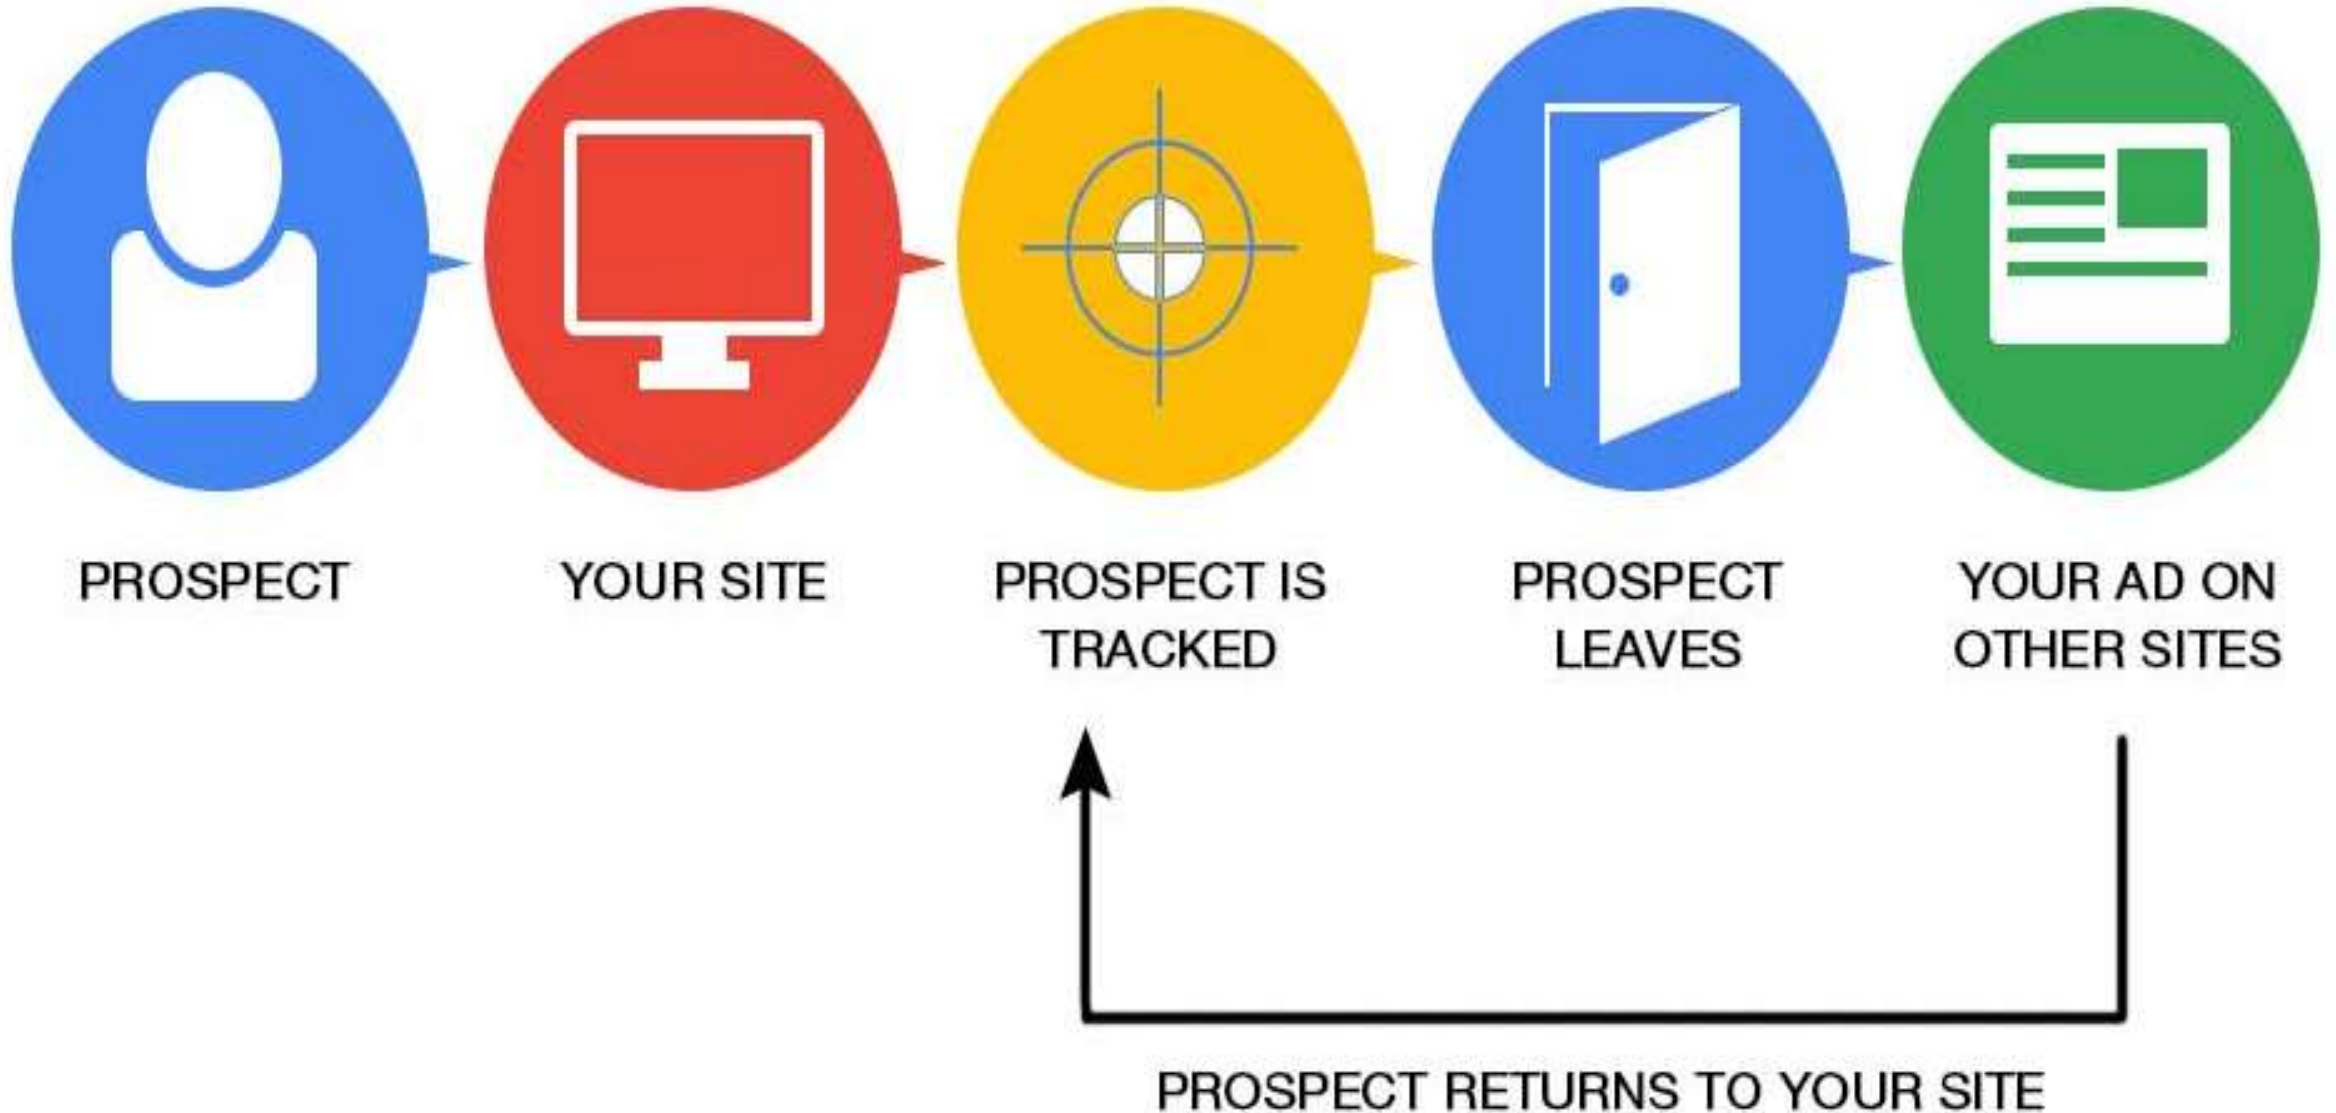 PROSPECT
YOUR SITE
PROSPECT IS
TRACKED
PROSPECT
LEAVES
YOUR AD ON
OTHER SITES
PROSPECT RETURNS TO YOUR SITE